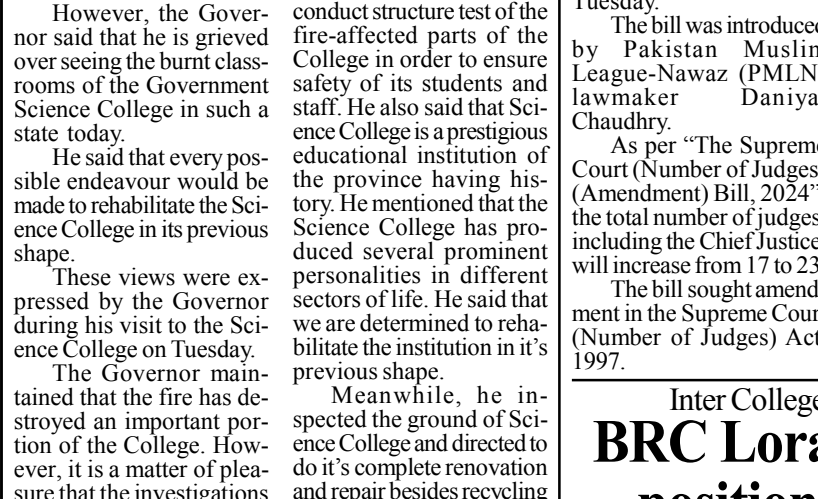 However, the Gover-
nor said that he is grieved
over seeing the burnt class-
rooms of the Government
Science College in such a
state today.
He said that every pos-
sible endeavour would be
made to rehabilitate the Sci-
ence College in its previous
shape.
These views were ex-
pressed by the Governor
during his visit to the Sci-
ence College on Tuesday.
The Governor main-
tained that the fire has de-
stroyed an important por-
tion of the College. How-
ever, it is a matter of plea-
sure that the investigations
conduct structure test of the
fire-affected parts of the
College in order to ensure
safety of its students and
staff. He also said that Sci-
ence College is a prestigious
educational institution of
the province having his-
tory. He mentioned that the
Science College has pro-
duced several prominent
personalities in different
sectors of life. He said that
we are determined to reha-
bilitate the institution in it's
previous shape.
Meanwhile, he in-
spected the ground of Sci-
ence College and directed to
do it's complete renovation
and repair besides recycling
Tuesday.
The bill was introduced
by Pakistan Muslim
League-Nawaz (PMLN
lawmaker Daniya
Chaudhry.
As per “The Supreme
Court (Number of Judges
(Amendment) Bill, 2024”
the total number of judges
including the Chief Justice
will increase from 17 to 23
The bill sought amend
ment in the Supreme Cour
(Number of Judges) Act
1997.
Inter College
BRC Lora
position